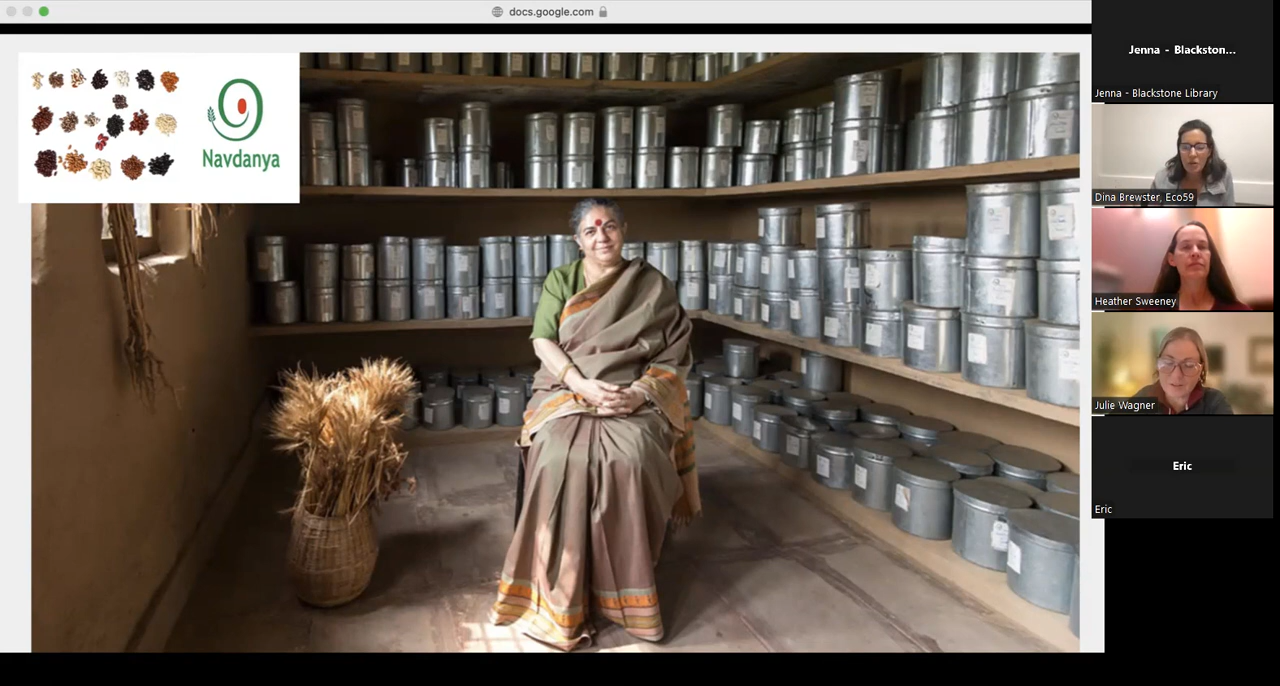 docs.google.com
Navdanya
Jenna - Blackston...
Jenna - Blackstone Library
Dina Brewster, Eco59
Heather Sweeney
Julie Wagner
Eric
Eric